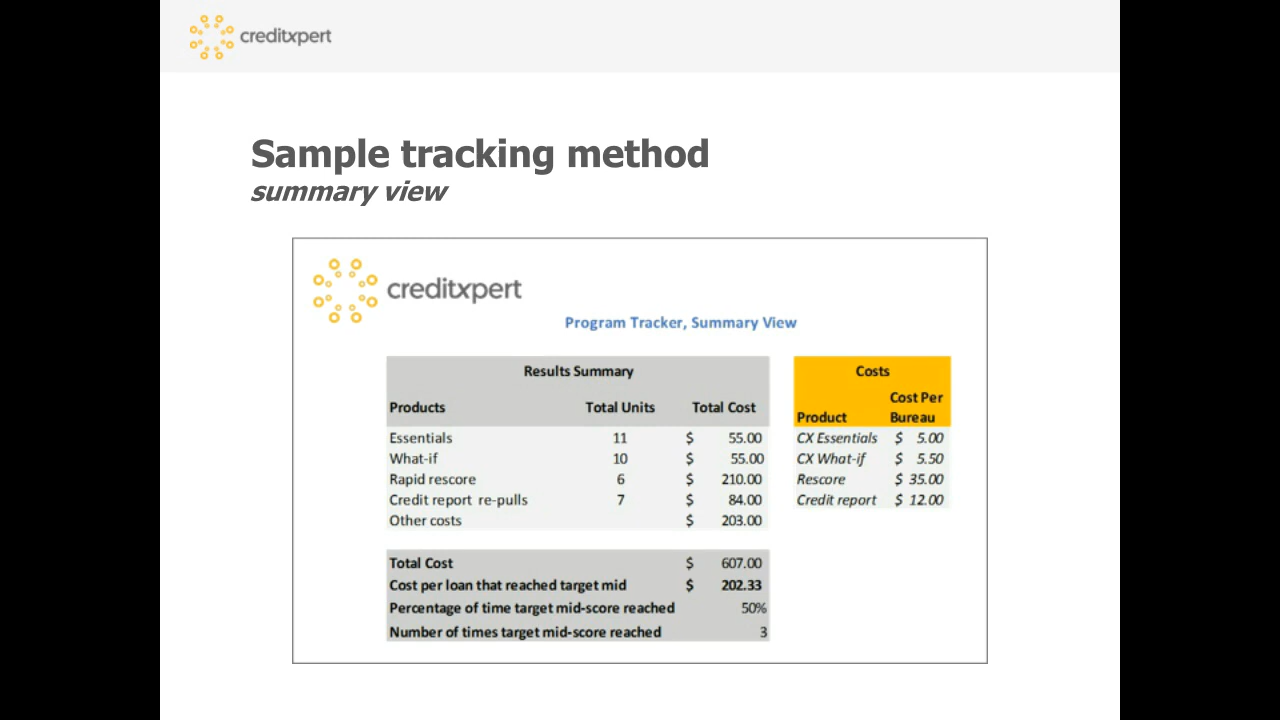 creditxpert
Sample tracking method
summary view
creditxpert
Program Tracker, Summary View
Results Summary
Products Total Units Total Cost
Essentials 11 $ 55.00
What-if 10 $ 55.00
Rapid rescore 6 $ 210.00
Credit report re-pulls 7 $ 84.00
Other costs $ 203.00
Total Cost $ 607.00
Cost per loan that reached target mid $ 202.33
Percentage of time target mid-score reached 50%
Number of times target mid-score reached 3
Costs
Cost Per
Product Bureau
CX Essentials $ 5.00
CX What-if $ 5.50
Rescore $ 35.00
Credit report $ 12.00